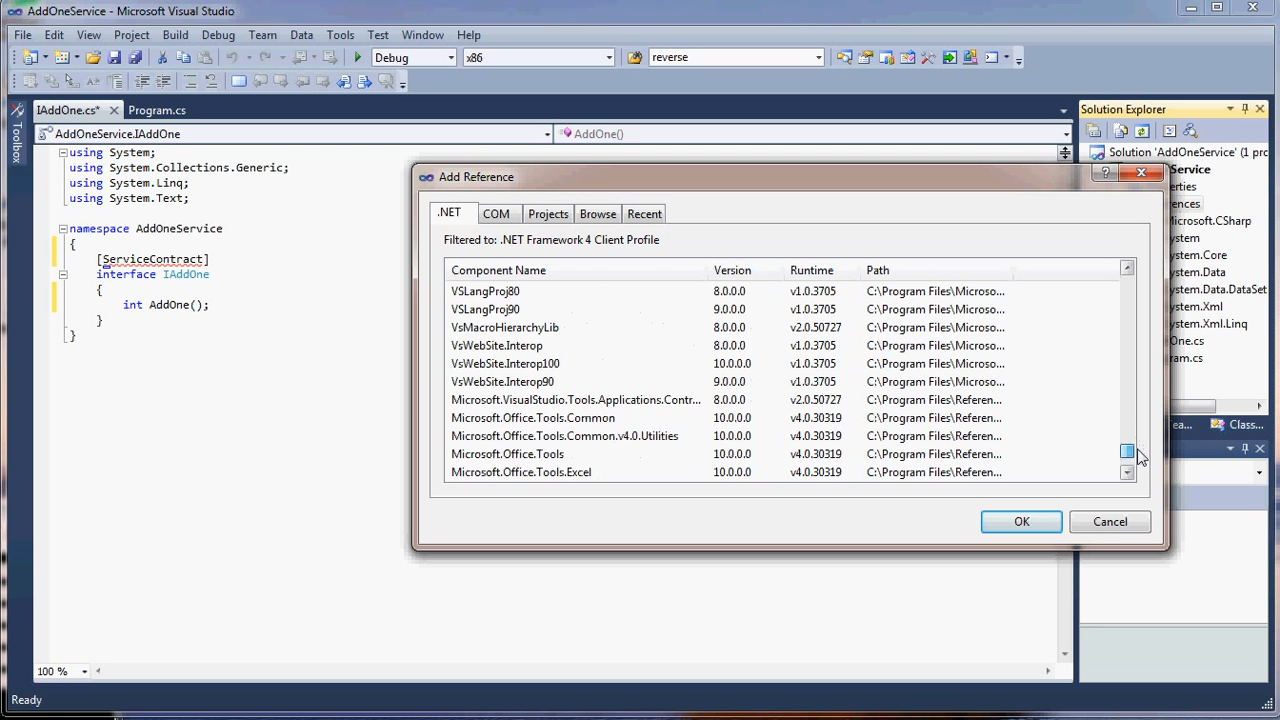 AddOneService - Microsoft Visual Studio
File Edit View Project Build Debug Team Data Tools Test Window Help
Debug x86 reverse
IAddOne.cs* Program.cs
AddOneService.IAddOne AddOne()
Toolbox
using System;
using System.Collections.Generic;
using System.Linq;
using System.Text;
namespace AddOneService
{
[ServiceContract]
interface IAddOne
{
int AddOne();
}
}
100 %
Ready
Add Reference
.NET COM Projects Browse Recent
Filtered to: .NET Framework 4 Client Profile
Component Name Version Runtime Path
VSLangProj80 8.0.0.0 v1.0.3705 C:\Program Files\Microso...
VSLangProj90 9.0.0.0 v1.0.3705 C:\Program Files\Microso...
VsMacroHierarchyLib 8.0.0.0 v2.0.50727 C:\Program Files\Microso...
VsWebSite.Interop 8.0.0.0 v1.0.3705 C:\Program Files\Microso...
VsWebSite.Interop100 10.0.0.0 v1.0.3705 C:\Program Files\Microso...
VsWebSite.Interop90 9.0.0.0 v1.0.3705 C:\Program Files\Microso...
Microsoft.VisualStudio.Tools.Applications.Contr... 8.0.0.0 v2.0.50727 C:\Program Files\Referen...
Microsoft.Office.Tools.Common 10.0.0.0 v4.0.30319 C:\Program Files\Referen...
Microsoft.Office.Tools.Common.v4.0.Utilities 10.0.0.0 v4.0.30319 C:\Program Files\Referen...
Microsoft.Office.Tools 10.0.0.0 v4.0.30319 C:\Program Files\Referen...
Microsoft.Office.Tools.Excel 10.0.0.0 v4.0.30319 C:\Program Files\Referen...
OK Cancel
Solution Explorer
Solution 'AddOneService' (1 proj
Service
erties
ences
Microsoft.CSharp
ystem
ystem.Core
ystem.Data
ystem.Data.DataSet
ystem.Xml
ystem.Xml.Linq
One.cs
ram.cs
ea... Class...